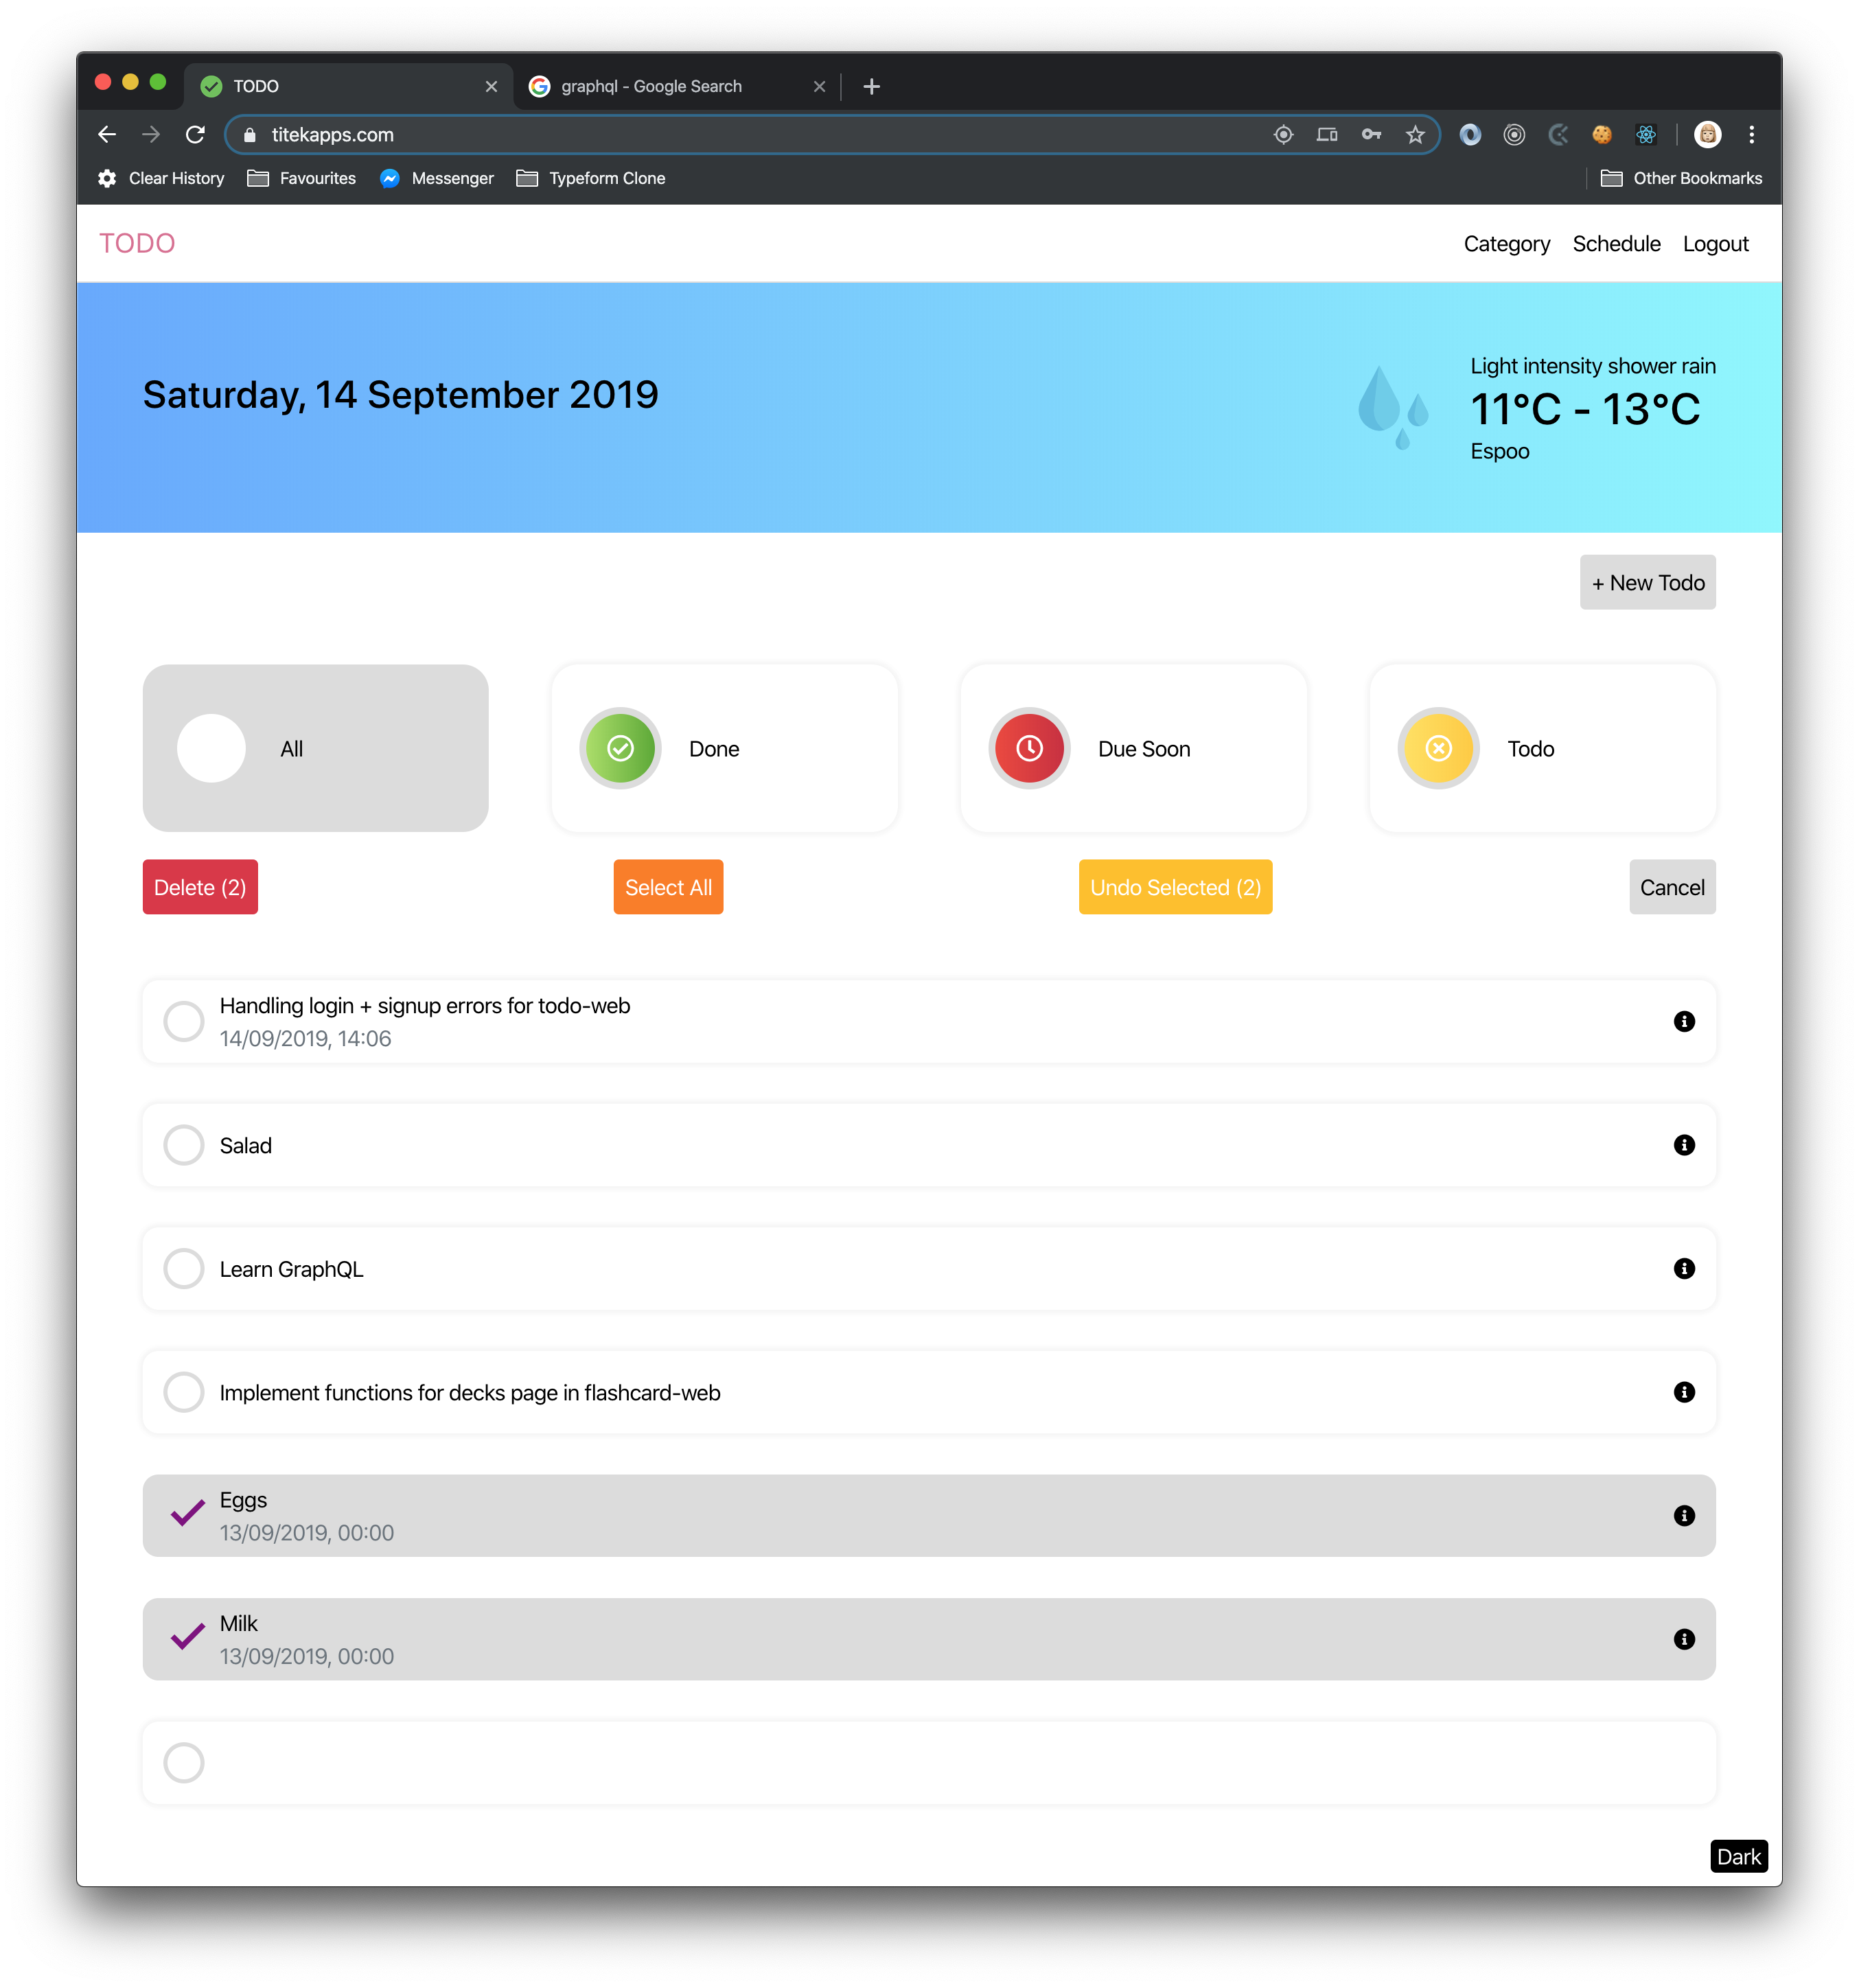 TODO
graphql - Google Search
titekapps.com
Clear History
Favourites
Messenger
Typeform Clone
Other Bookmarks
TODO
Category
Schedule
Logout
Saturday, 14 September 2019
Light intensity shower rain
11°C - 13°C
Espoo
+ New Todo
All
Done
Due Soon
Todo
Delete (2)
Select All
Undo Selected (2)
Cancel
Handling login + signup errors for todo-web
14/09/2019, 14:06
Salad
Learn GraphQL
Implement functions for decks page in flashcard-web
Eggs
13/09/2019, 00:00
Milk
13/09/2019, 00:00
Dark